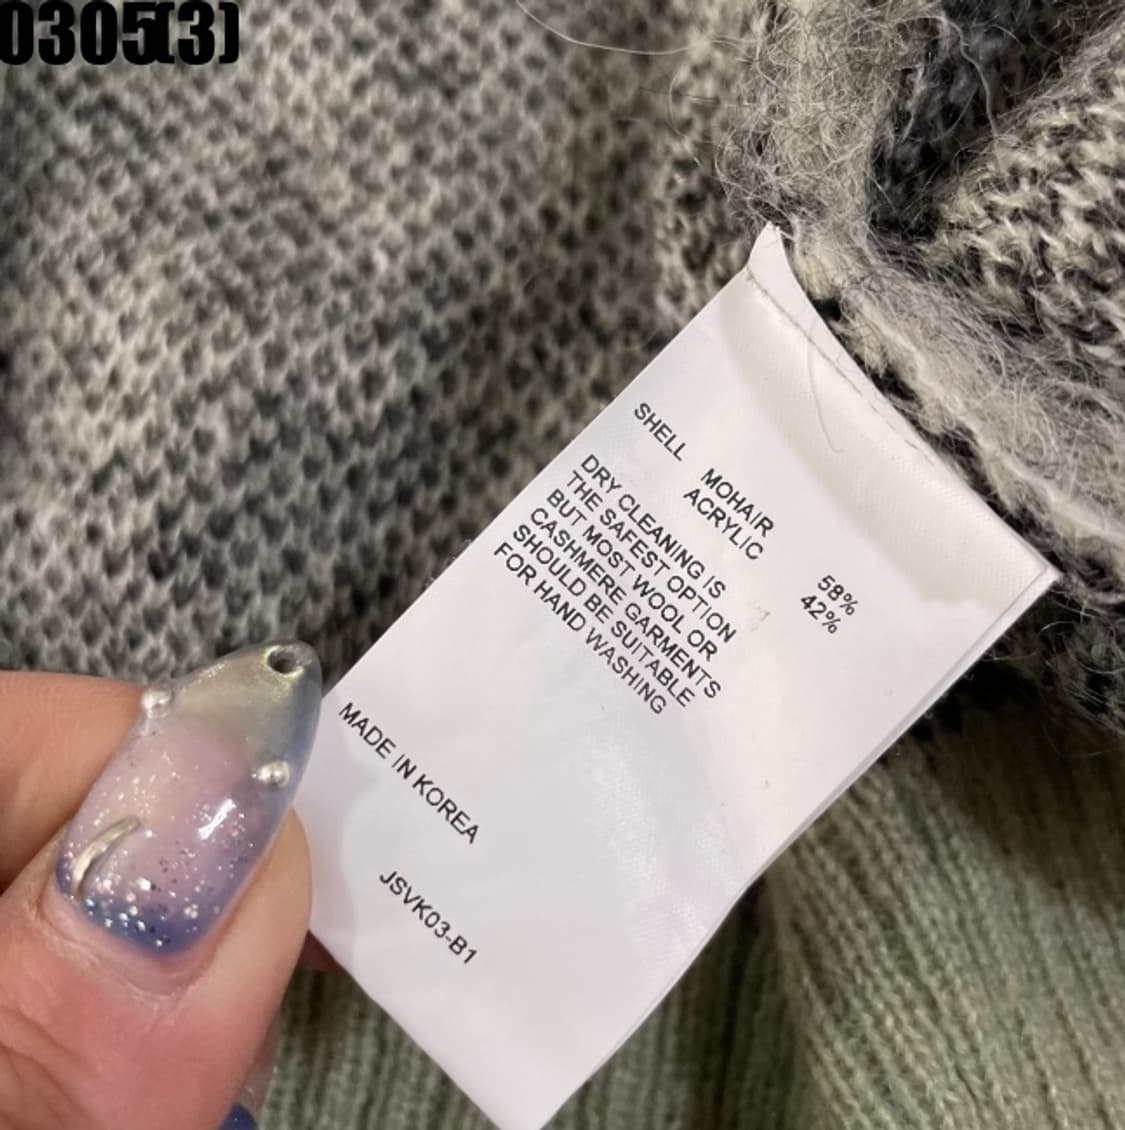 0305(3)
SHELL MOHAIR 58%
ACRYLIC 42%
DRY CLEANING IS
THE SAFEST OPTION
BUT MOST WOOL OR
CASHMERE GARMENTS
SHOULD BE SUITABLE
FOR HAND WASHING
MADE IN KOREA
JSVK03-B1